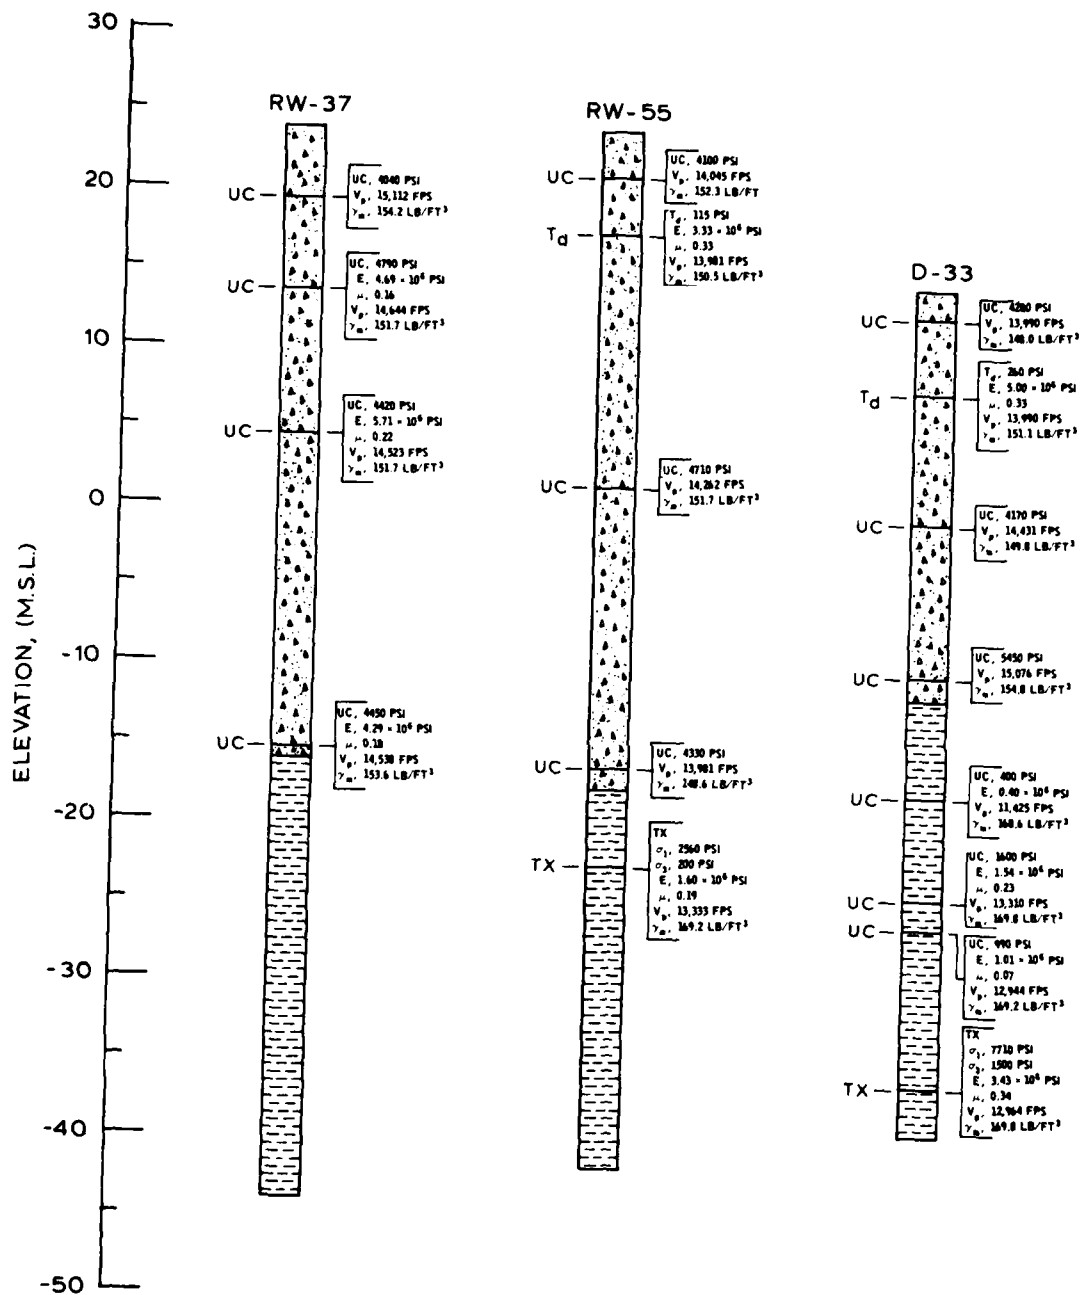 30
20
10
0
-10
-20
-30
-40
-50
ELEVATION, (M.S.L.)
RW-37
UC
UC, 4040 PSI
Vp, 15,112 FPS
γm, 154.2 LB/FT³
UC
UC, 4790 PSI
E, 4.69 × 10⁶ PSI
μ, 0.16
Vp, 14,644 FPS
γm, 151.7 LB/FT³
UC
UC, 4420 PSI
E, 5.71 × 10⁶ PSI
μ, 0.22
Vp, 14,523 FPS
γm, 151.7 LB/FT³
UC
UC, 4450 PSI
E, 4.29 × 10⁶ PSI
μ, 0.18
Vp, 14,538 FPS
γm, 153.6 LB/FT³
RW-55
UC
UC, 4100 PSI
Vp, 14,045 FPS
γm, 152.3 LB/FT
Td
Td, 115 PSI
E, 3.33 × 10⁶ PSI
μ, 0.33
Vp, 13,981 FPS
γm, 150.5 LB/FT³
UC
UC, 4710 PSI
Vp, 14,262 FPS
γm, 151.7 LB/FT³
UC
UC, 4330 PSI
Vp, 13,981 FPS
γm, 148.6 LB/FT³
TX
TX
σ1, 2560 PSI
σ3, 200 PSI
E, 1.60 × 10⁶ PSI
μ, 0.19
Vp, 13,333 FPS
γm, 169.2 LB/FT³
D-33
UC
UC, 4280 PSI
Vp, 13,990 FPS
γm, 148.0 LB/FT³
Td
Td, 260 PSI
E, 5.00 × 10⁶ PSI
μ, 0.33
Vp, 13,990 FPS
γm, 151.1 LB/FT³
UC
UC, 4170 PSI
Vp, 14,431 FPS
γm, 149.8 LB/FT³
UC
UC, 5450 PSI
Vp, 15,076 FPS
γm, 154.8 LB/FT³
UC
UC, 400 PSI
E, 0.40 × 10⁶ PSI
Vp, 11,425 FPS
γm, 168.6 LB/FT³
UC
UC, 1600 PSI
E, 1.54 × 10⁶ PSI
μ, 0.23
Vp, 13,310 FPS
γm, 169.8 LB/FT³
UC
UC, 990 PSI
E, 1.01 × 10⁶ PSI
μ, 0.07
Vp, 12,944 FPS
γm, 169.2 LB/FT³
TX
TX
σ1, 7710 PSI
σ3, 1500 PSI
E, 3.43 × 10⁶ PSI
μ, 0.34
Vp, 12,964 FPS
γm, 169.8 LB/FT³